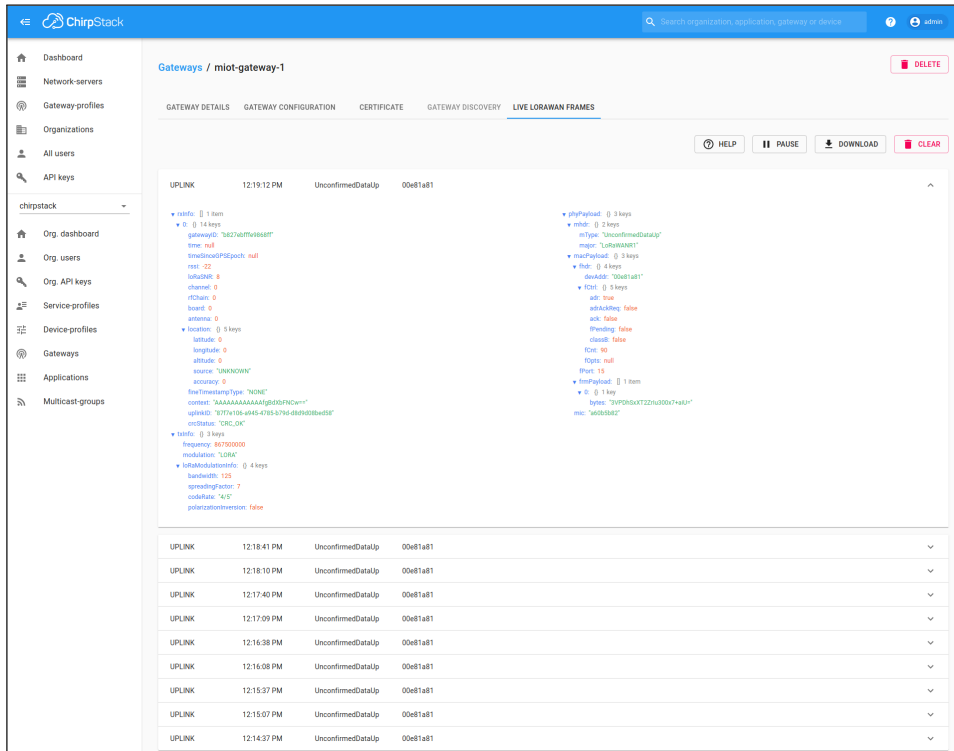 ChirpStack
Search organization, application, gateway or device
admin
Dashboard
Network-servers
Gateway-profiles
Organizations
All users
API keys
chirpstack
Org. dashboard
Org. users
Org. API keys
Service-profiles
Device-profiles
Gateways
Applications
Multicast-groups
Gateways / miot-gateway-1
DELETE
GATEWAY DETAILS GATEWAY CONFIGURATION CERTIFICATE GATEWAY DISCOVERY LIVE LORAWAN FRAMES
HELP PAUSE DOWNLOAD CLEAR
UPLINK 12:19:12 PM UnconfirmedDataUp 00e81a81
rxInfo: [] 1 item
0: {} 14 keys
gatewayID: "b827ebfffe9868ff"
time: null
timeSinceGPSEpoch: null
rssi: -22
loRaSNR: 8
channel: 0
rfChain: 0
board: 0
antenna: 0
location: {} 5 keys
latitude: 0
longitude: 0
altitude: 0
source: "UNKNOWN"
accuracy: 0
fineTimestampType: "NONE"
context: "AAAAAAAAAAAfgBdXbFNCw=="
uplinkID: "87f7e106-a945-4785-b79d-d8d9d08bed58"
crcStatus: "CRC_OK"
txInfo: {} 3 keys
frequency: 867500000
modulation: "LORA"
loRaModulationInfo: {} 4 keys
bandwidth: 125
spreadingFactor: 7
codeRate: "4/5"
polarizationInversion: false
phyPayload: {} 3 keys
mhdr: {} 2 keys
mType: "UnconfirmedDataUp"
major: "LoRaWANR1"
macPayload: {} 3 keys
fhdr: {} 4 keys
devAddr: "00e81a81"
fCtrl: {} 5 keys
adr: true
adrAckReq: false
ack: false
fPending: false
classB: false
fCnt: 90
fOpts: null
fPort: 15
frmPayload: [] 1 item
0: {} 1 key
bytes: "3VPDhSxXT2Zriu300x7+aiU="
mic: "a60b5b82"
UPLINK 12:18:41 PM UnconfirmedDataUp 00e81a81
UPLINK 12:18:10 PM UnconfirmedDataUp 00e81a81
UPLINK 12:17:40 PM UnconfirmedDataUp 00e81a81
UPLINK 12:17:09 PM UnconfirmedDataUp 00e81a81
UPLINK 12:16:38 PM UnconfirmedDataUp 00e81a81
UPLINK 12:16:08 PM UnconfirmedDataUp 00e81a81
UPLINK 12:15:37 PM UnconfirmedDataUp 00e81a81
UPLINK 12:15:07 PM UnconfirmedDataUp 00e81a81
UPLINK 12:14:37 PM UnconfirmedDataUp 00e81a81